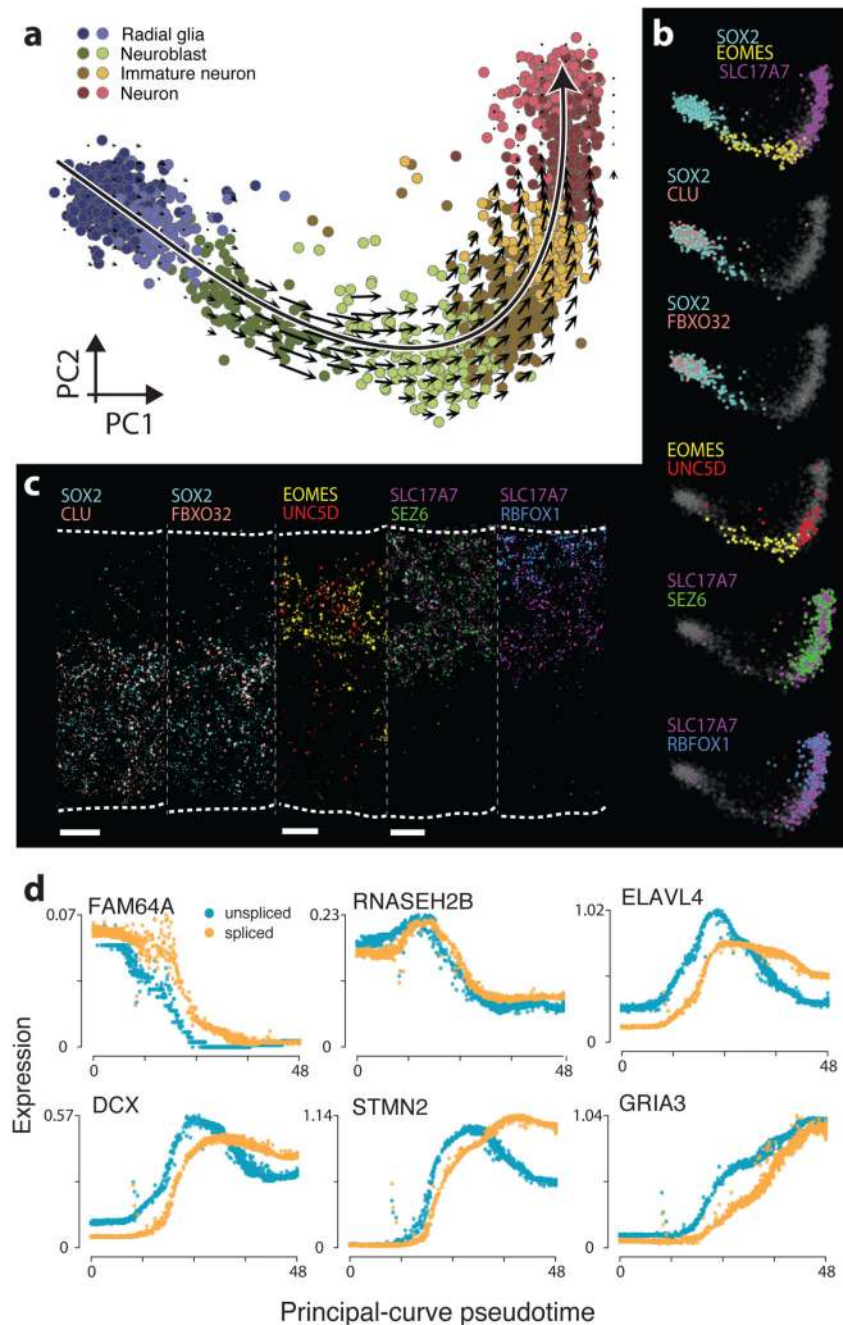 a
Radial glia
Neuroblast
Immature neuron
Neuron
PC2
PC1
b
SOX2
EOMES
SLC17A7
SOX2
CLU
SOX2
FBXO32
EOMES
UNC5D
SLC17A7
SEZ6
SLC17A7
RBFOX1
c
SOX2 SOX2 EOMES SLC17A7 SLC17A7
CLU FBXO32 UNC5D SEZ6 RBFOX1
d
FAM64A RNASEH2B ELAVL4
unspliced
spliced
0.07 0.23 1.02
0 0 0
0 48 0 48 0 48
Expression
DCX STMN2 GRIA3
0.57 1.14 1.04
0 0 0
0 48 0 48 0 48
Principal-curve pseudotime